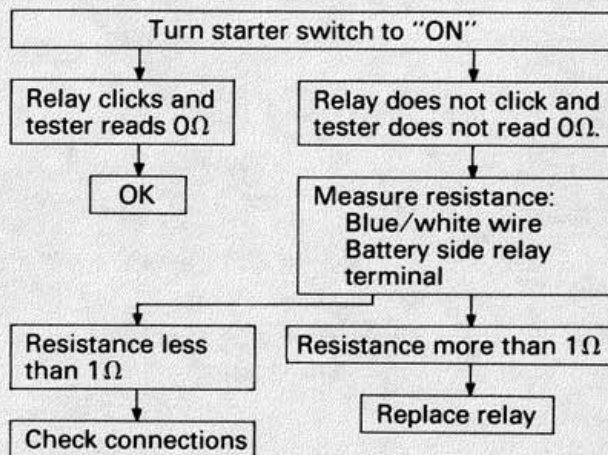 Turn starter switch to "ON"
Relay clicks and
tester reads 0Ω
Relay does not click and
tester does not read 0Ω.
OK
Measure resistance:
Blue/white wire
Battery side relay
terminal
Resistance less
than 1Ω
Resistance more than 1Ω
Check connections
Replace relay